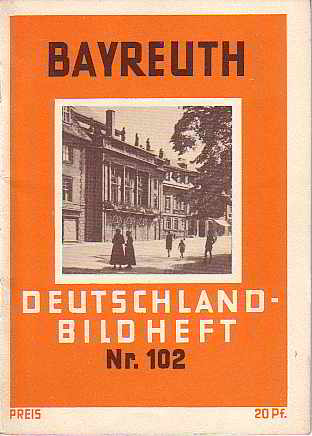 BAYREUTH
DEUTSCHLAND-
BILDHEFT
Nr. 102
PREIS 20 Pf.